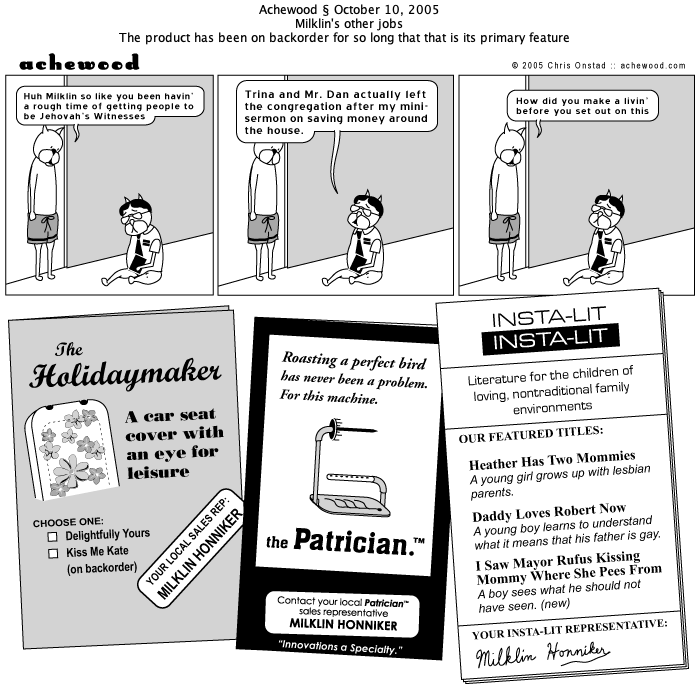 Achewood § October 10, 2005
Milklin's other jobs
The product has been on backorder for so long that that is its primary feature
achewood
© 2005 Chris Onstad :: achewood.com
Huh Milklin so like you been havin'
a rough time of getting people to
be Jehovah's Witnesses
Trina and Mr. Dan actually left
the congregation after my mini-
sermon on saving money around
the house.
How did you make a livin'
before you set out on this
The
Holidaymaker
A car seat
cover with
an eye for
leisure
CHOOSE ONE:
Delightfully Yours
Kiss Me Kate
(on backorder)
YOUR LOCAL SALES REP:
MILKLIN HONNIKER
Roasting a perfect bird
has never been a problem.
For this machine.
the Patrician.™
Contact your local Patrician™
sales representative
MILKLIN HONNIKER
"Innovations a Specialty."
INSTA-LIT
INSTA-LIT
Literature for the children of
loving, nontraditional family
environments
OUR FEATURED TITLES:
Heather Has Two Mommies
A young girl grows up with lesbian
parents.
Daddy Loves Robert Now
A young boy learns to understand
what it means that his father is gay.
I Saw Mayor Rufus Kissing
Mommy Where She Pees From
A boy sees what he should not
have seen. (new)
YOUR INSTA-LIT REPRESENTATIVE:
Milklin Honniker